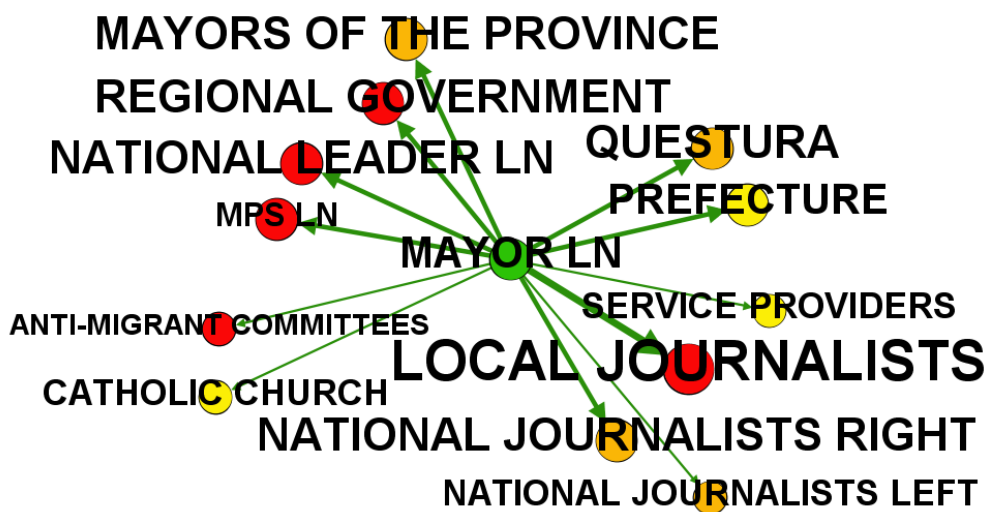 MAYORS OF THE PROVINCE
REGIONAL GOVERNMENT
QUESTURA
NATIONAL LEADER LN
PREFECTURE
MPS LN
MAYOR LN
SERVICE PROVIDERS
ANTI-MIGRANT COMMITTEES
LOCAL JOURNALISTS
CATHOLIC CHURCH
NATIONAL JOURNALISTS RIGHT
NATIONAL JOURNALISTS LEFT